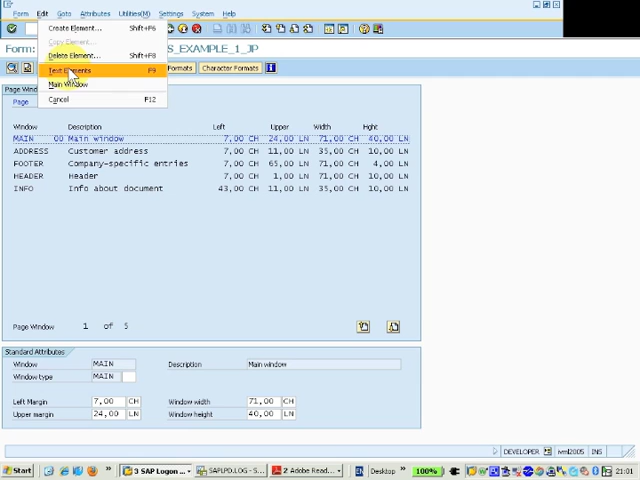 Form Edit Goto Attributes Utilities(M) Settings System Help
Create Element... Shift+F6
Copy Element...
Delete Element... Shift+F8
Text Elements F9
Main Window
Cancel F12
Form: S_EXAMPLE_1_JP
Formats Character Formats
Page Wind
Page
Window Description Left Upper Width Hght
MAIN 00 Main window 7,00 CH 24,00 LN 71,00 CH 40,00 LN
ADDRESS Customer address 7,00 CH 11,00 LN 35,00 CH 10,00 LN
FOOTER Company-specific entries 7,00 CH 65,00 LN 71,00 CH 4,00 LN
HEADER Header 7,00 CH 1,00 LN 71,00 CH 10,00 LN
INFO Info about document 43,00 CH 11,00 LN 35,00 CH 10,00 LN
Page Window 1 of 5
Standard Attributes
Window MAIN Description Main window
Window type MAIN
Left Margin 7,00 CH Window width 71,00 CH
Upper margin 24,00 LN Window height 40,00 LN
DEVELOPER iwml2005 INS
Start 3 SAP Logon ... SAPLPD.LOG - S... 2 Adobe Read... Desktop 100% 21:01